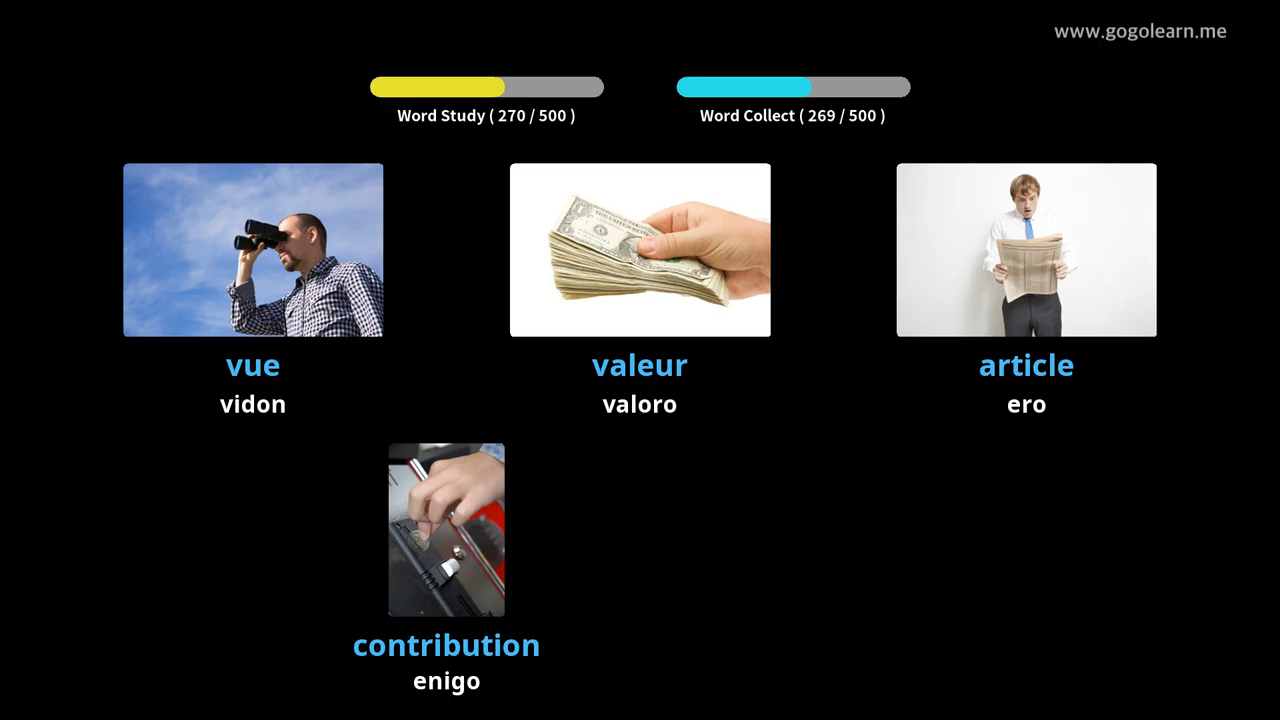 www.gogolearn.me
Word Study ( 270 / 500 )
Word Collect ( 269 / 500 )
vue
valeur
article
vidon
valoro
ero
contribution
enigo